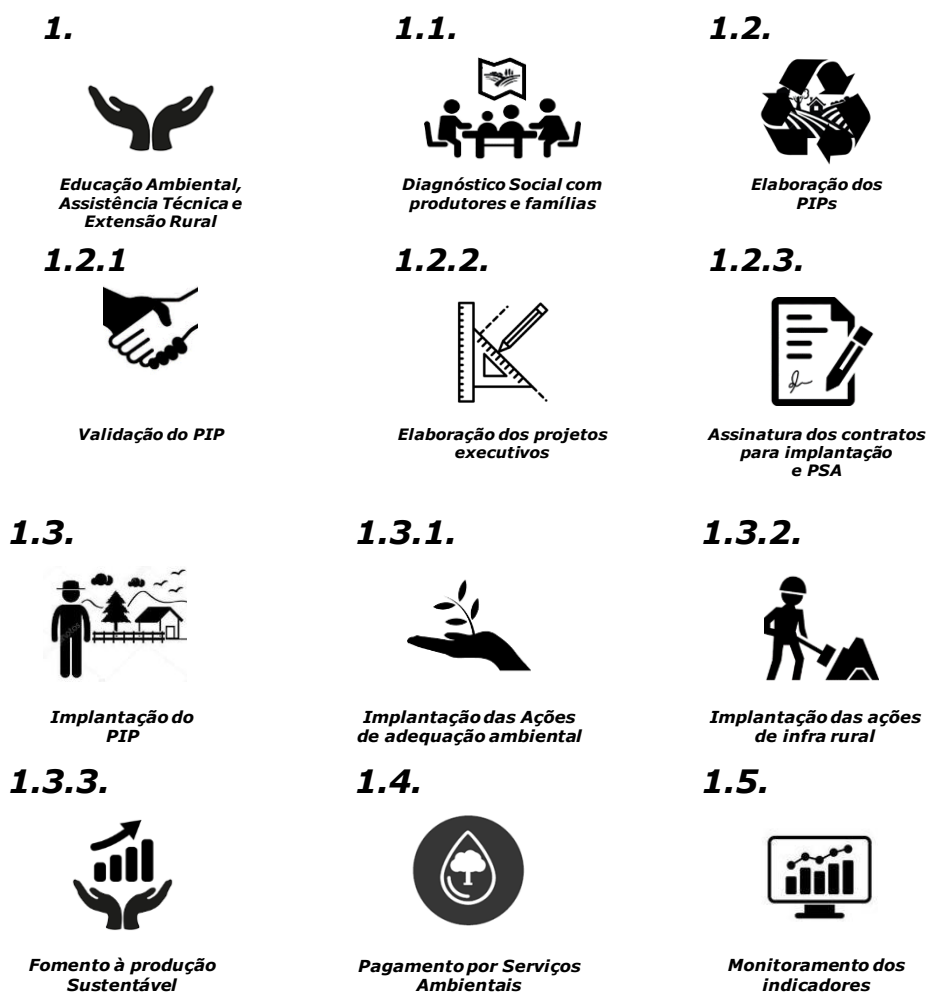 1.
1.1.
1.2.
Educação Ambiental,
Assistência Técnica e
Extensão Rural
Diagnóstico Social com
produtores e famílias
Elaboração dos
PIPs
1.2.1
1.2.2.
1.2.3.
Validação do PIP
Elaboração dos projetos
executivos
Assinatura dos contratos
para implantação
e PSA
1.3.
1.3.1.
1.3.2.
Implantação do
PIP
Implantação das Ações
de adequação ambiental
Implantação das ações
de infra rural
1.3.3.
1.4.
1.5.
Fomento à produção
Sustentável
Pagamento por Serviços
Ambientais
Monitoramento dos
indicadores